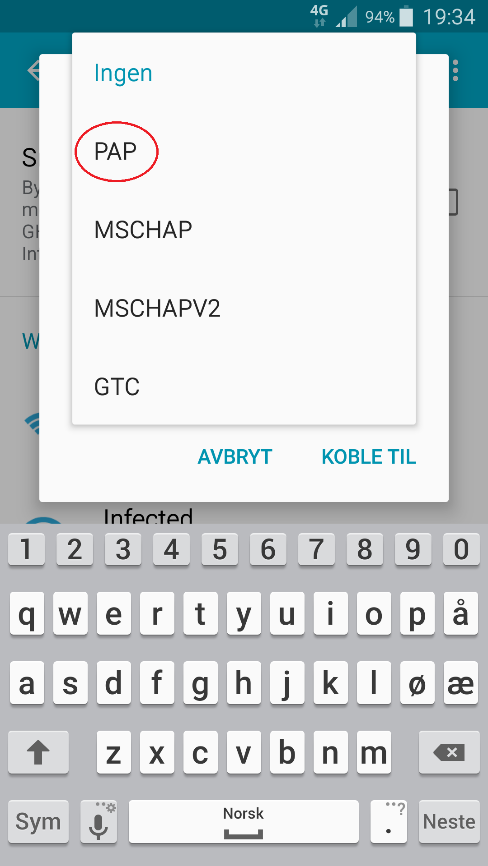 4G 94% 19:34
Ingen
PAP
MSCHAP
MSCHAPV2
GTC
S
By
m
In
W
AVBRYT KOBLE TIL
Infected
1 2 3 4 5 6 7 8 9 0
q w e r t y u i o p å
a s d f g h j k l ø æ
z x c v b n m
Sym Norsk . ? Neste